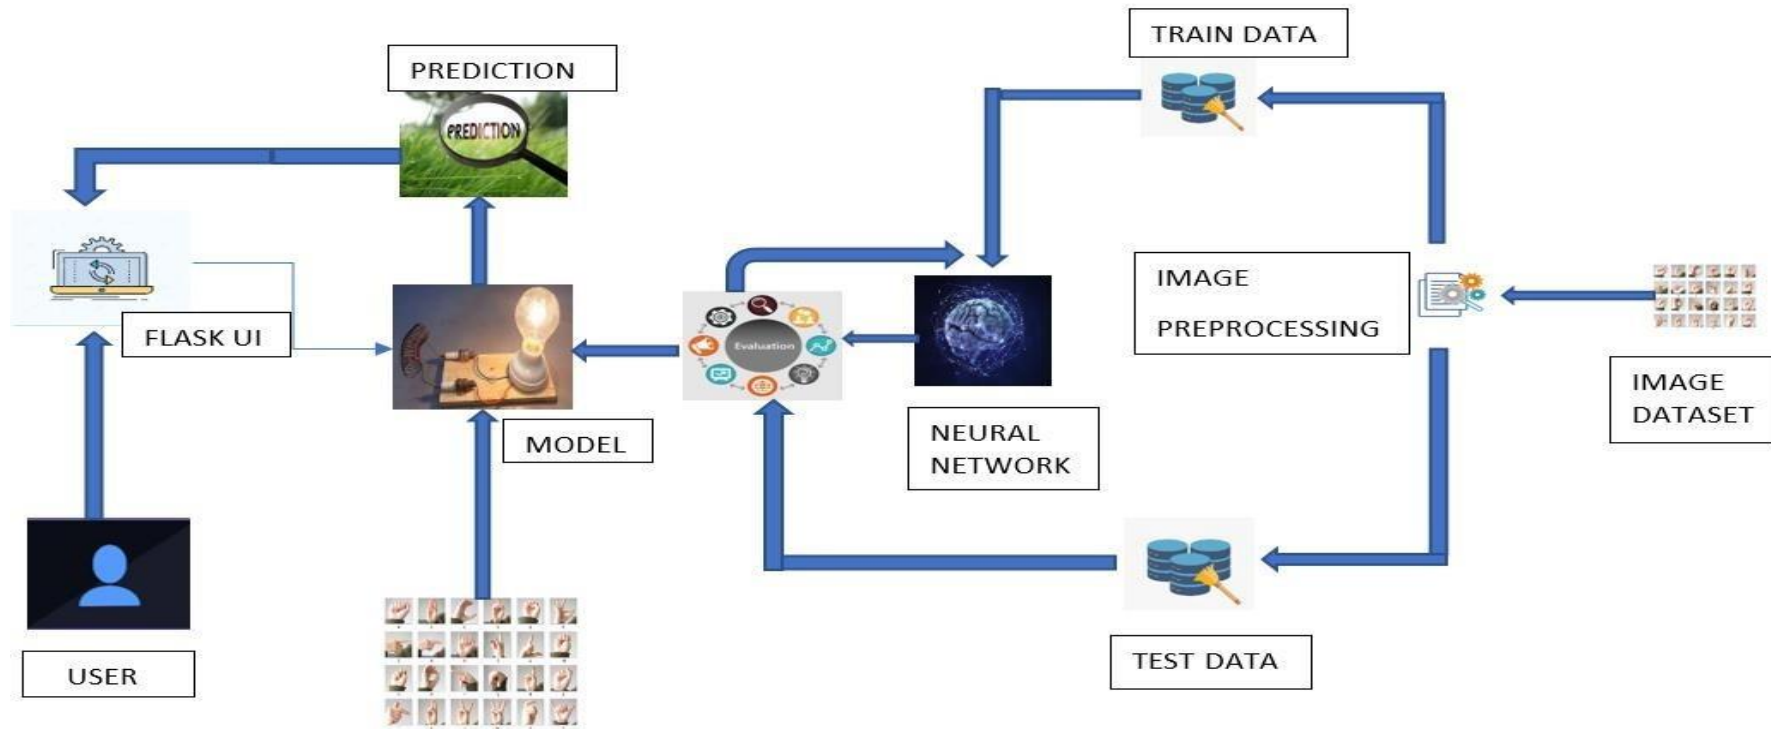 TRAIN DATA
PREDICTION
PREDICTION
IMAGE
PREPROCESSING
FLASK UI
Evaluation
IMAGE
DATASET
MODEL
NEURAL
NETWORK
USER
TEST DATA